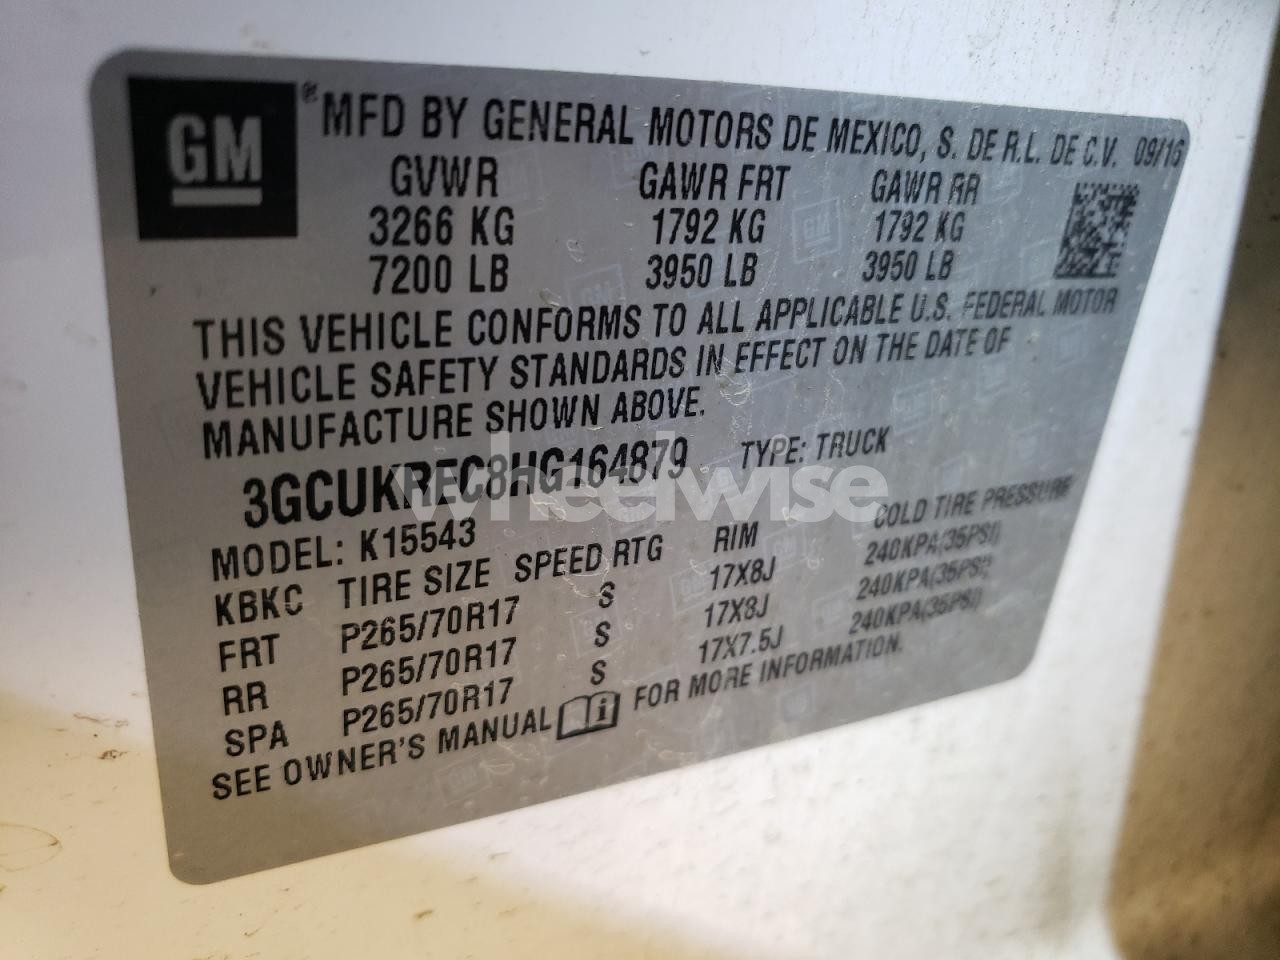 GM
® MFD BY GENERAL MOTORS DE MEXICO, S. DE R.L. DE C.V. 09/16
GVWR GAWR FRT GAWR RR
3266 KG 1792 KG 1792 KG
7200 LB 3950 LB 3950 LB
THIS VEHICLE CONFORMS TO ALL APPLICABLE U.S. FEDERAL MOTOR
VEHICLE SAFETY STANDARDS IN EFFECT ON THE DATE OF
MANUFACTURE SHOWN ABOVE.
3GCUKREC8HG164879 TYPE: TRUCK
wheelwise
MODEL: K15543
KBKC TIRE SIZE SPEED RTG RIM COLD TIRE PRESSURE
FRT P265/70R17 S 17X8J 240KPA(35PSI)
RR P265/70R17 S 17X8J 240KPA(35PSI)
SPA P265/70R17 S 17X7.5J 240KPA(35PSI)
SEE OWNER'S MANUAL i FOR MORE INFORMATION.